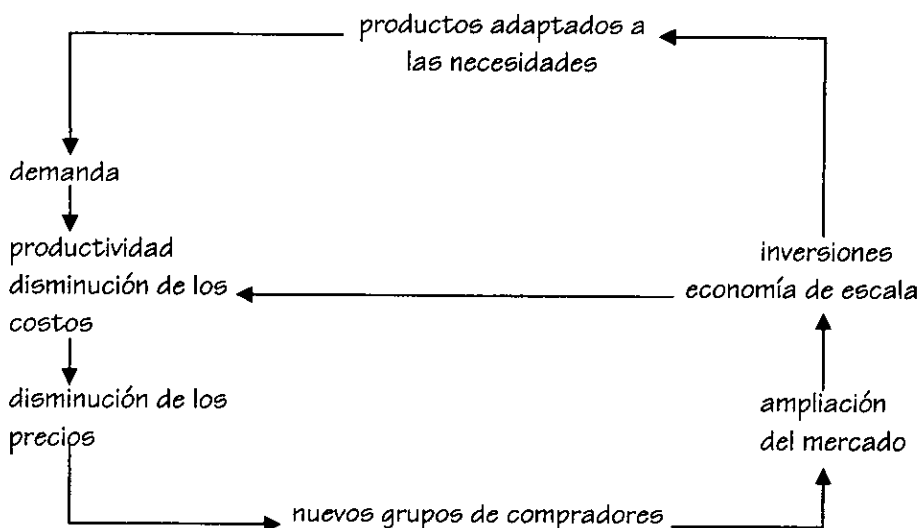 productos adaptados a
las necesidades
demanda
productividad
disminución de los
costos
inversiones
economía de escala
disminución de los
precios
ampliación
del mercado
nuevos grupos de compradores